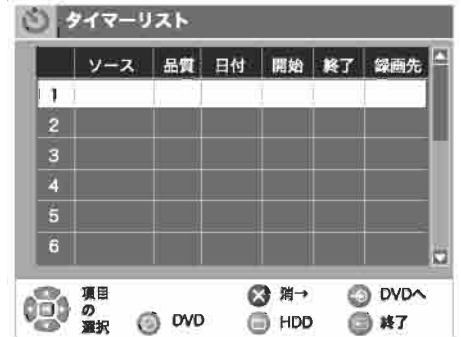 タイマーリスト
ソース 品質 日付 開始 終了 録画先
1
2
3
4
5
6
項目
の
選択
DVD
消→
HDD
DVDへ
終了